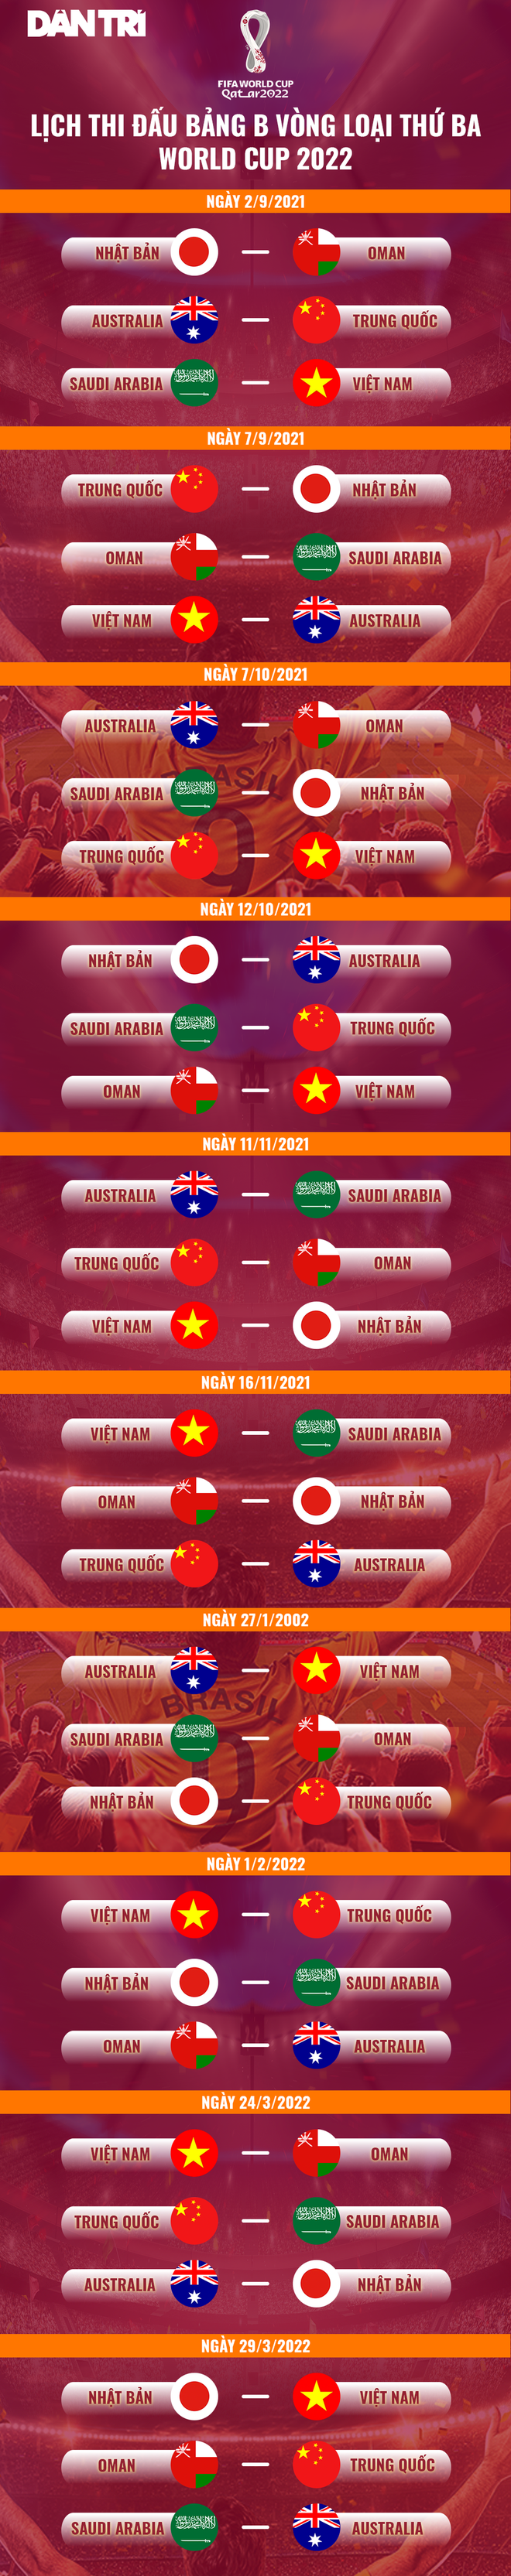 DÂN TRÍ
FIFA WORLD CUP
Qatar2022
LỊCH THI ĐẤU BẢNG B VÒNG LOẠI THỨ BA
WORLD CUP 2022
NGÀY 2/9/2021
NHẬT BẢN — OMAN
AUSTRALIA — TRUNG QUỐC
SAUDI ARABIA — VIỆT NAM
NGÀY 7/9/2021
TRUNG QUỐC — NHẬT BẢN
OMAN — SAUDI ARABIA
VIỆT NAM — AUSTRALIA
NGÀY 7/10/2021
AUSTRALIA — OMAN
BRASIL
SAUDI ARABIA — NHẬT BẢN
9
TRUNG QUỐC — VIỆT NAM
NGÀY 12/10/2021
NHẬT BẢN — AUSTRALIA
SAUDI ARABIA — TRUNG QUỐC
OMAN — VIỆT NAM
NGÀY 11/11/2021
AUSTRALIA — SAUDI ARABIA
TRUNG QUỐC — OMAN
VIỆT NAM — NHẬT BẢN
NGÀY 16/11/2021
VIỆT NAM — SAUDI ARABIA
OMAN — NHẬT BẢN
TRUNG QUỐC — AUSTRALIA
NGÀY 27/1/2002
AUSTRALIA — VIỆT NAM
BRASIL
SAUDI ARABIA — OMAN
NHẬT BẢN — TRUNG QUỐC
NGÀY 1/2/2022
VIỆT NAM — TRUNG QUỐC
NHẬT BẢN — SAUDI ARABIA
OMAN — AUSTRALIA
NGÀY 24/3/2022
VIỆT NAM — OMAN
TRUNG QUỐC — SAUDI ARABIA
AUSTRALIA — NHẬT BẢN
NGÀY 29/3/2022
NHẬT BẢN — VIỆT NAM
OMAN — TRUNG QUỐC
SAUDI ARABIA — AUSTRALIA